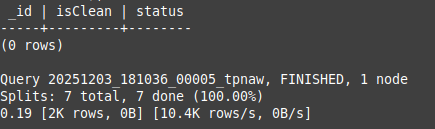 _id | isClean | status
-----+---------+--------
(0 rows)

Query 20251203_181036_00005_tpnaw, FINISHED, 1 node
Splits: 7 total, 7 done (100.00%)
0.19 [2K rows, 0B] [10.4K rows/s, 0B/s]